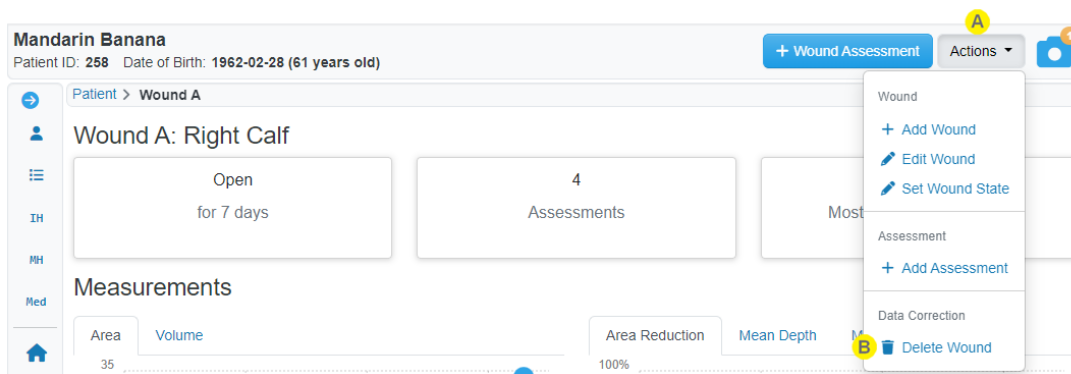 A
Mandarin Banana
Patient ID: 258 Date of Birth: 1962-02-28 (61 years old)
+ Wound Assessment
Actions
Patient > Wound A
Wound A: Right Calf
Open
for 7 days
4
Assessments
Most
Wound
+ Add Wound
Edit Wound
Set Wound State
Assessment
+ Add Assessment
Data Correction
B Delete Wound
IH
MH
Med
Measurements
Area Volume
35
Area Reduction Mean Depth
100%